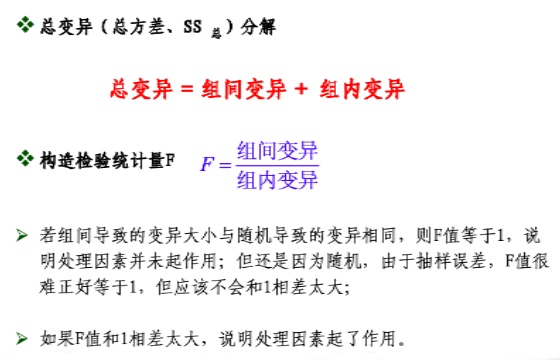 总变异（总方差、SS 总）分解
总变异 = 组间变异 + 组内变异
构造检验统计量F F = 组间变异 / 组内变异
若组间导致的变异大小与随机导致的变异相同，则F值等于1，说
明处理因素并未起作用；但还是因为随机，由于抽样误差，F值很
难正好等于1，但应该不会和1相差太大；
如果F值和1相差太大，说明处理因素起了作用。